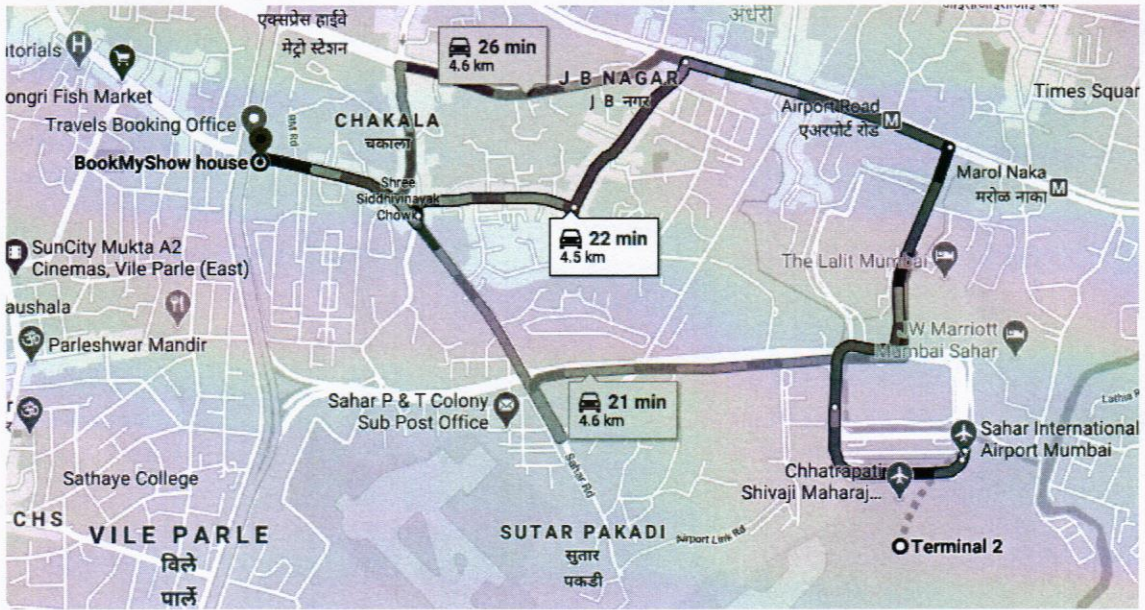 एक्सप्रेस हाईवे
मेट्रो स्टेशन
26 min
4.6 km
अंधेरी
ongri Fish Market
Travels Booking Office
BookMyShow house
CHAKALA
चकाला
J B NAGAR
J B नगर
Airport Road
एअरपोर्ट रोड
Times Squar
Marol Naka
मरोळ नाका
Shree
Siddhivinayak
Chowk
22 min
4.5 km
SunCity Mukta A2
Cinemas, Vile Parle (East)
The Lalit Mumbai
aushala
Parleshwar Mandir
W Marriott
Mumbai Sahar
Sahar P & T Colony
Sub Post Office
21 min
4.6 km
Sahar International
Airport Mumbai
Chhatrapati
Shivaji Maharaj...
Sathaye College
Sahar Rd
CHS
VILE PARLE
विले
पार्ले
SUTAR PAKADI
सुतार
पकडी
Airport Link Rd
Terminal 2